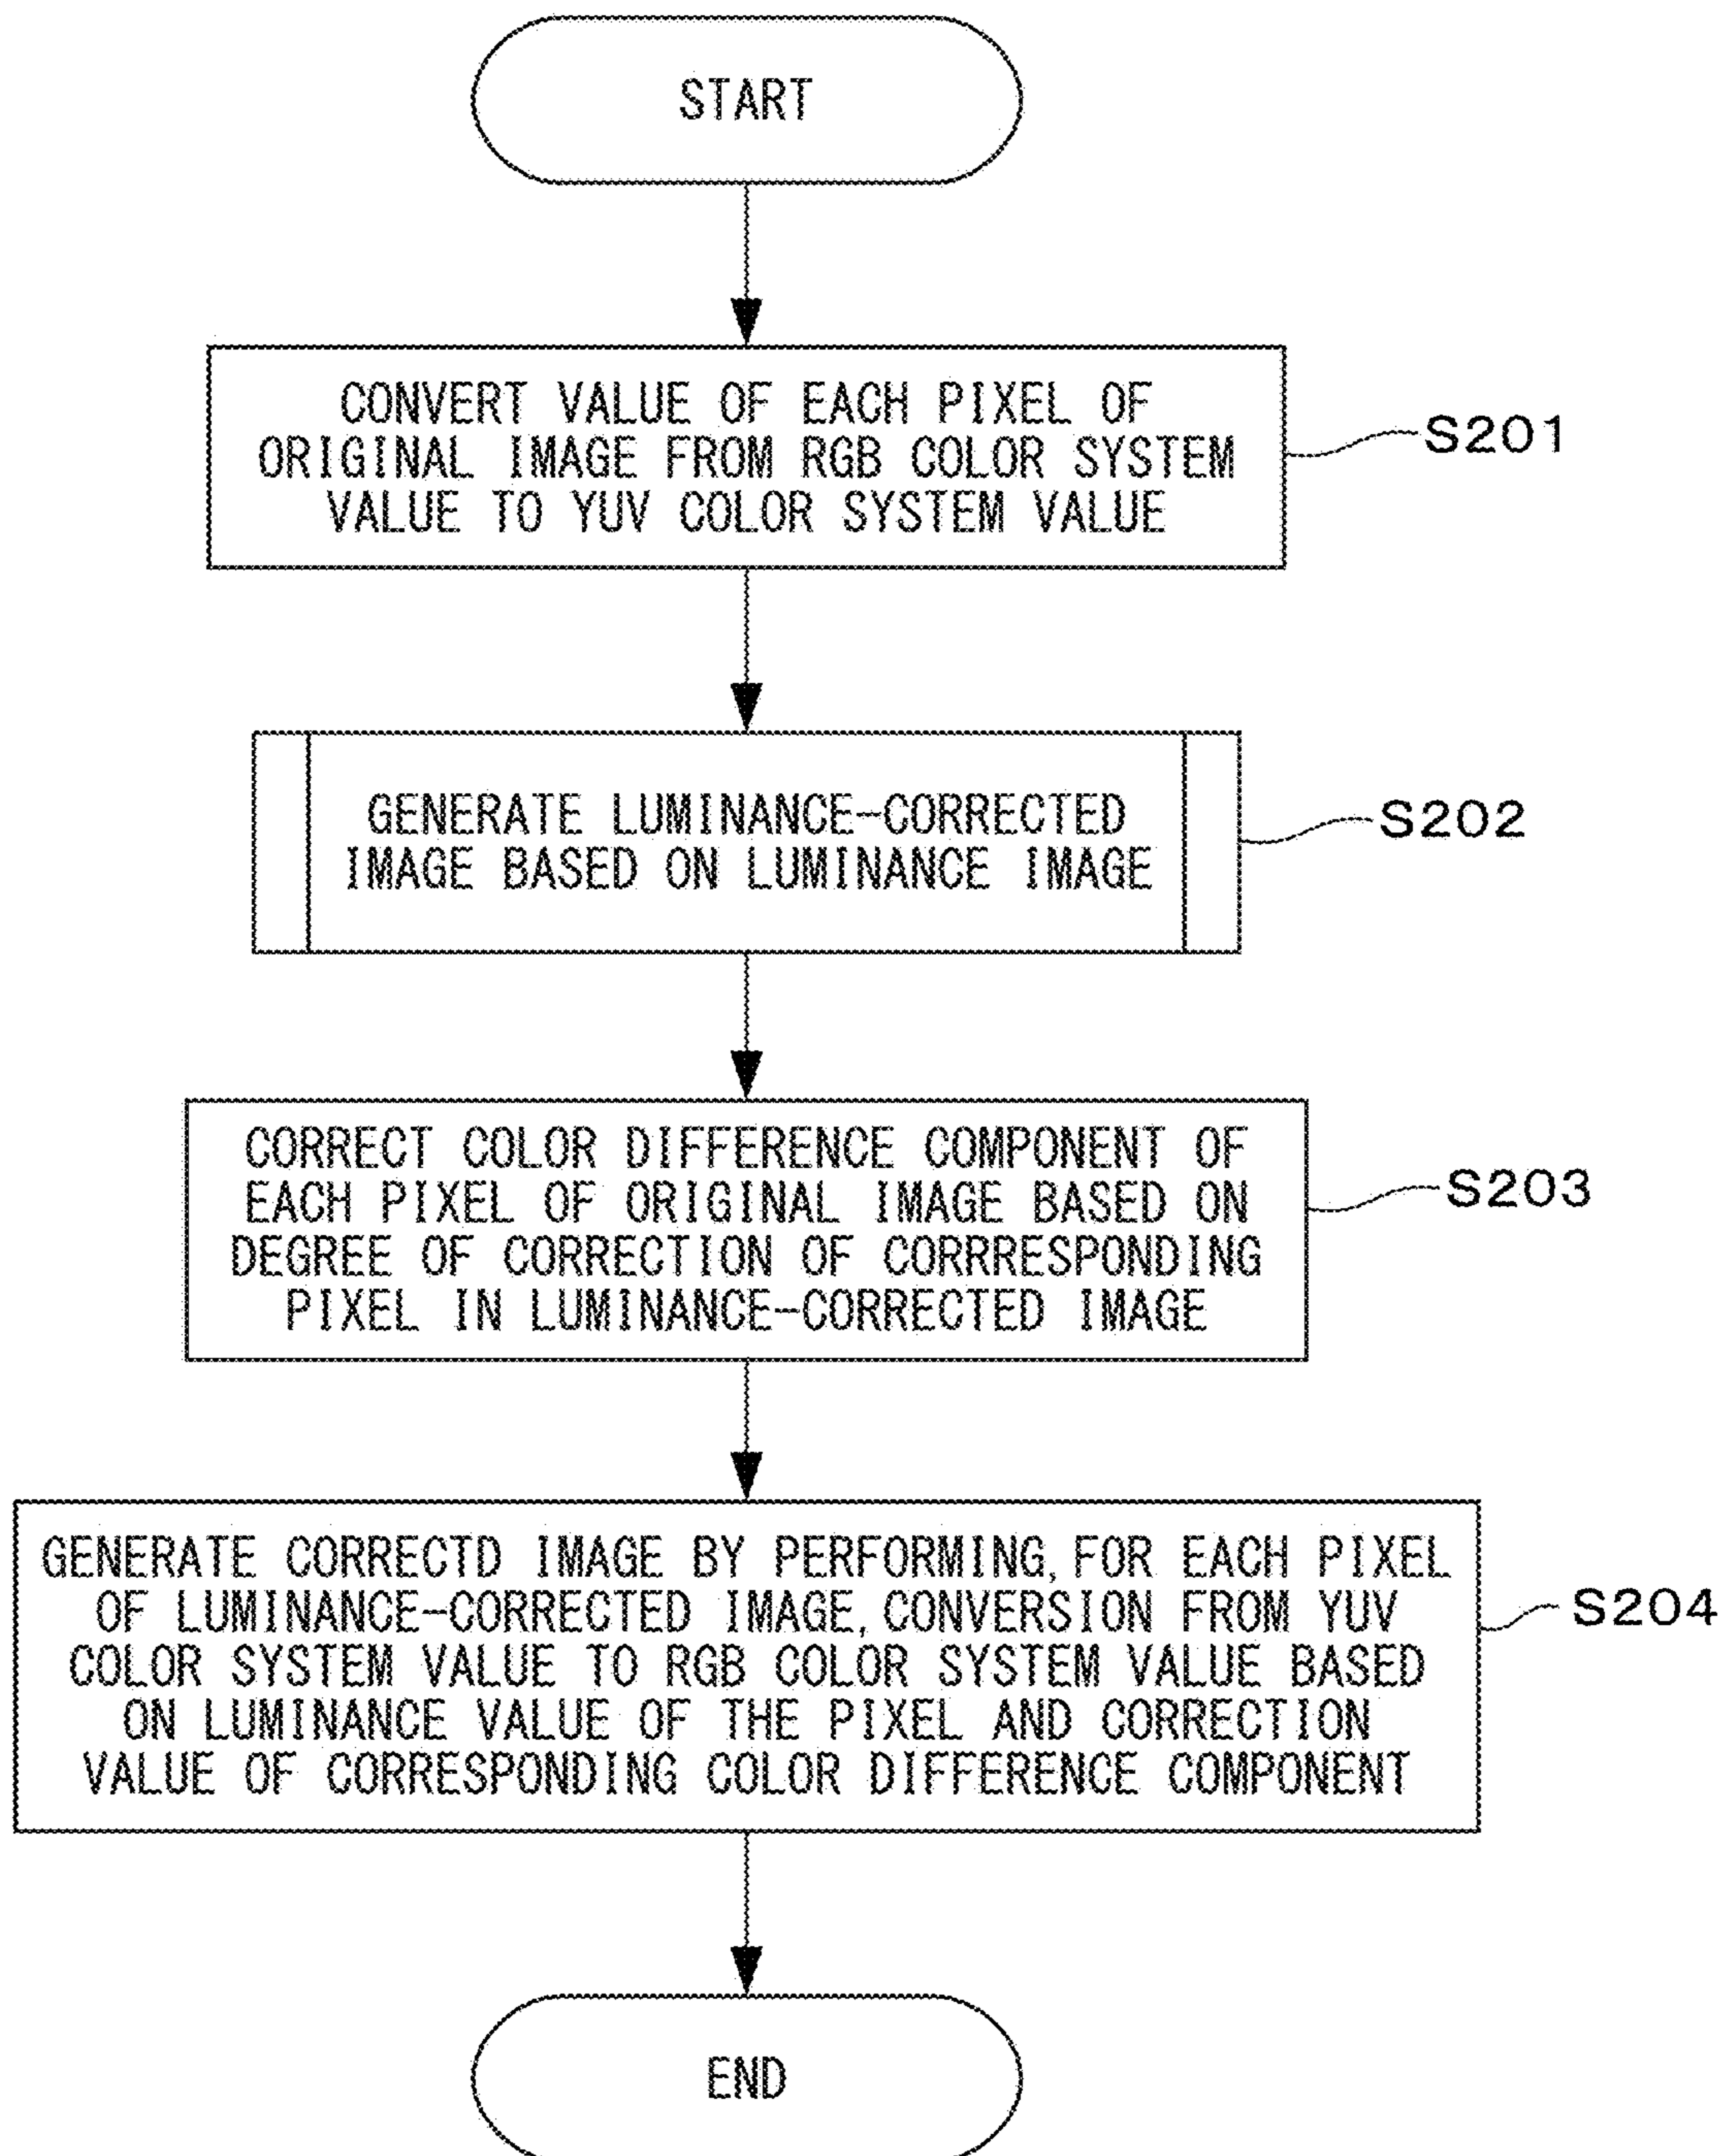 START
CONVERT VALUE OF EACH PIXEL OF
ORIGINAL IMAGE FROM RGB COLOR SYSTEM
VALUE TO YUV COLOR SYSTEM VALUE
S201
GENERATE LUMINANCE-CORRECTED
IMAGE BASED ON LUMINANCE IMAGE
S202
CORRECT COLOR DIFFERENCE COMPONENT OF
EACH PIXEL OF ORIGINAL IMAGE BASED ON
DEGREE OF CORRECTION OF CORRRESPONDING
PIXEL IN LUMINANCE-CORRECTED IMAGE
S203
GENERATE CORRECTD IMAGE BY PERFORMING, FOR EACH PIXEL
OF LUMINANCE-CORRECTED IMAGE, CONVERSION FROM YUV
COLOR SYSTEM VALUE TO RGB COLOR SYSTEM VALUE BASED
ON LUMINANCE VALUE OF THE PIXEL AND CORRECTION
VALUE OF CORRESPONDING COLOR DIFFERENCE COMPONENT
S204
END